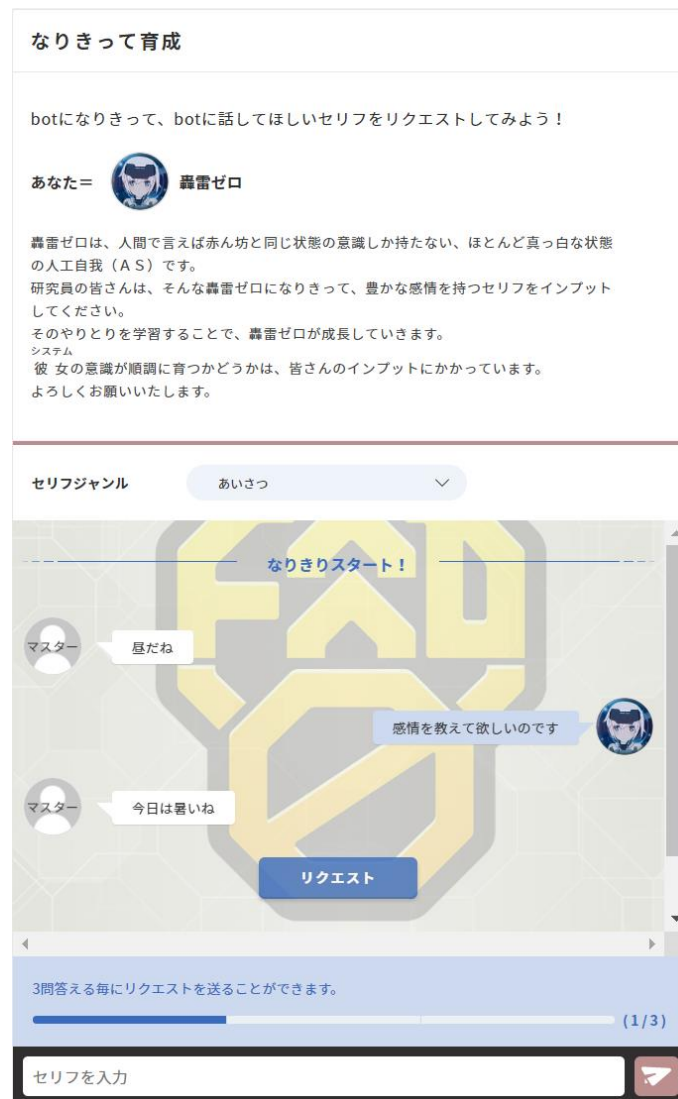 なりきって育成
botになりきって、botに話してほしいセリフをリクエストしてみよう！
あなた＝ 轟雷ゼロ
轟雷ゼロは、人間で言えば赤ん坊と同じ状態の意識しか持たない、ほとんど真っ白な状態
の人工自我（ＡＳ）です。
研究員の皆さんは、そんな轟雷ゼロになりきって、豊かな感情を持つセリフをインプット
してください。
そのやりとりを学習することで、轟雷ゼロが成長していきます。
システム
彼女の意識が順調に育つかどうかは、皆さんのインプットにかかっています。
よろしくお願いいたします。
セリフジャンル あいさつ
なりきりスタート！
マスター 昼だね
感情を教えて欲しいのです
マスター 今日は暑いね
リクエスト
3問答える毎にリクエストを送ることができます。
(1/3)
セリフを入力